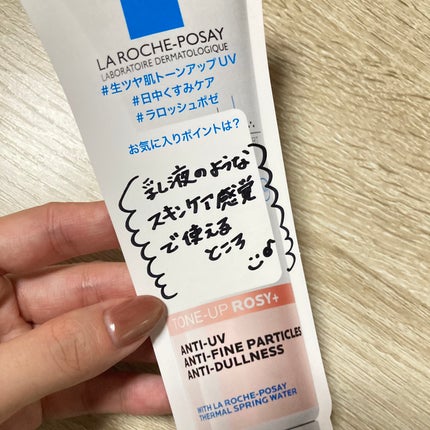 LA ROCHE-POSAY
LABORATOIRE DERMATOLOGIQUE
#生ツヤ肌トーンアップUV
#日中くすみケア
#ラロッシュポゼ
お気に入りポイントは?
乳液のような
スキンケア感覚
で使える
ところ
TONE-UP ROSY+
ANTI-UV
ANTI-FINE PARTICLES
ANTI-DULLNESS
WITH LA ROCHE-POSAY
THERMAL SPRING WATER